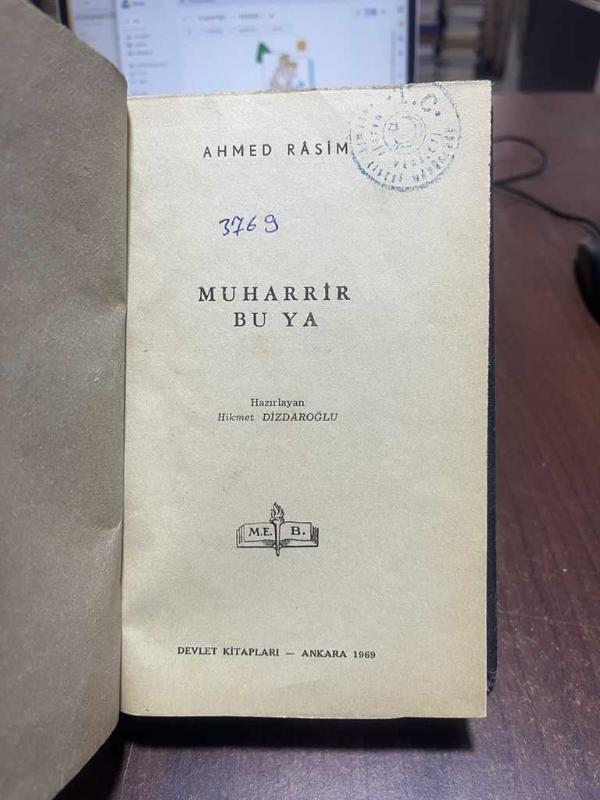 AHMED RÂSİM
T.C.
3769
MUHARRİR
BU YA
Hazırlayan
Hikmet DİZDAROĞLU
M.E. B.
DEVLET KİTAPLARI — ANKARA 1969